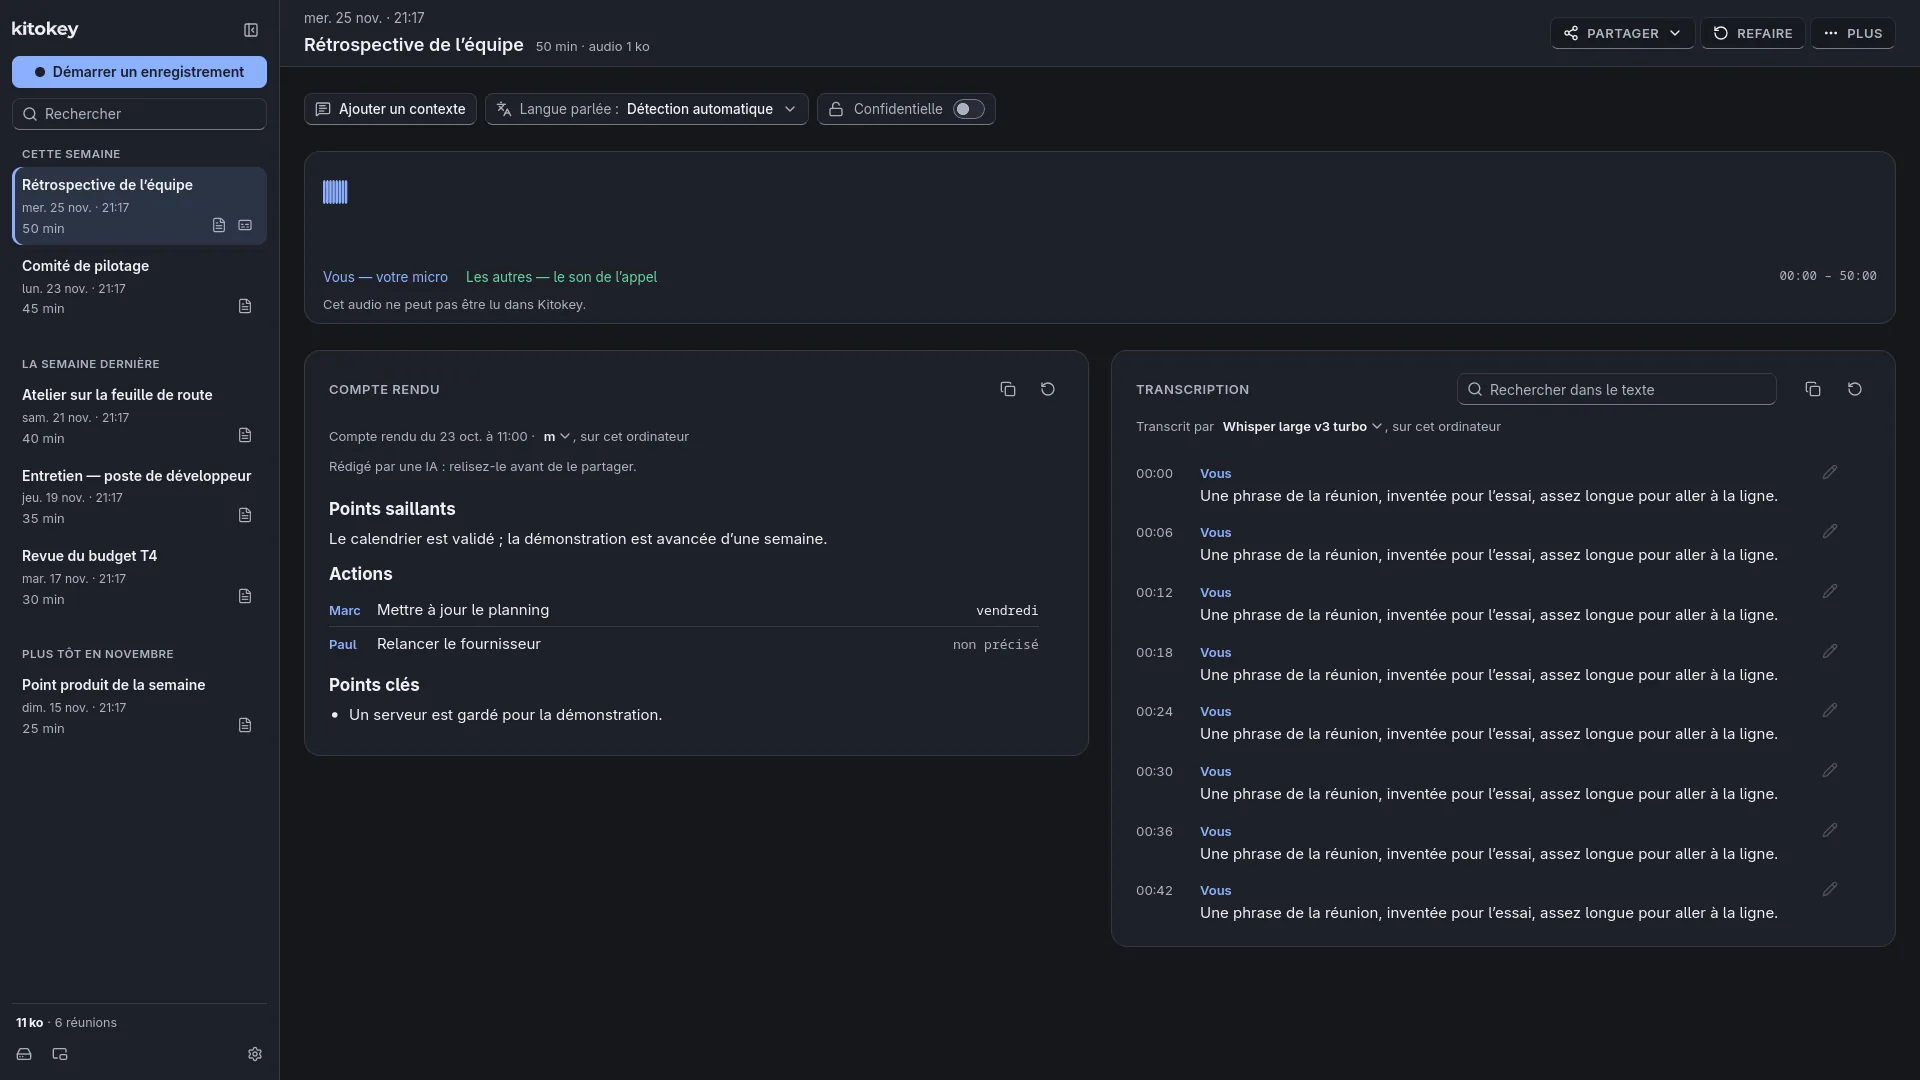 kitokey
Démarrer un enregistrement
Rechercher
CETTE SEMAINE
Rétrospective de l’équipe
mer. 25 nov. · 21:17
50 min
Comité de pilotage
lun. 23 nov. · 21:17
45 min
LA SEMAINE DERNIÈRE
Atelier sur la feuille de route
sam. 21 nov. · 21:17
40 min
Entretien — poste de développeur
jeu. 19 nov. · 21:17
35 min
Revue du budget T4
mar. 17 nov. · 21:17
30 min
PLUS TÔT EN NOVEMBRE
Point produit de la semaine
dim. 15 nov. · 21:17
25 min
11 ko · 6 réunions
mer. 25 nov. · 21:17
Rétrospective de l’équipe 50 min · audio 1 ko
PARTAGER
REFAIRE
PLUS
Ajouter un contexte
Langue parlée : Détection automatique
Confidentielle
Vous — votre micro Les autres — le son de l’appel
00:00 – 50:00
Cet audio ne peut pas être lu dans Kitokey.
COMPTE RENDU
Compte rendu du 23 oct. à 11:00 · m , sur cet ordinateur
Rédigé par une IA : relisez-le avant de le partager.
Points saillants
Le calendrier est validé ; la démonstration est avancée d’une semaine.
Actions
Marc Mettre à jour le planning vendredi
Paul Relancer le fournisseur non précisé
Points clés
• Un serveur est gardé pour la démonstration.
TRANSCRIPTION
Rechercher dans le texte
Transcrit par Whisper large v3 turbo , sur cet ordinateur
00:00 Vous
Une phrase de la réunion, inventée pour l’essai, assez longue pour aller à la ligne.
00:06 Vous
Une phrase de la réunion, inventée pour l’essai, assez longue pour aller à la ligne.
00:12 Vous
Une phrase de la réunion, inventée pour l’essai, assez longue pour aller à la ligne.
00:18 Vous
Une phrase de la réunion, inventée pour l’essai, assez longue pour aller à la ligne.
00:24 Vous
Une phrase de la réunion, inventée pour l’essai, assez longue pour aller à la ligne.
00:30 Vous
Une phrase de la réunion, inventée pour l’essai, assez longue pour aller à la ligne.
00:36 Vous
Une phrase de la réunion, inventée pour l’essai, assez longue pour aller à la ligne.
00:42 Vous
Une phrase de la réunion, inventée pour l’essai, assez longue pour aller à la ligne.